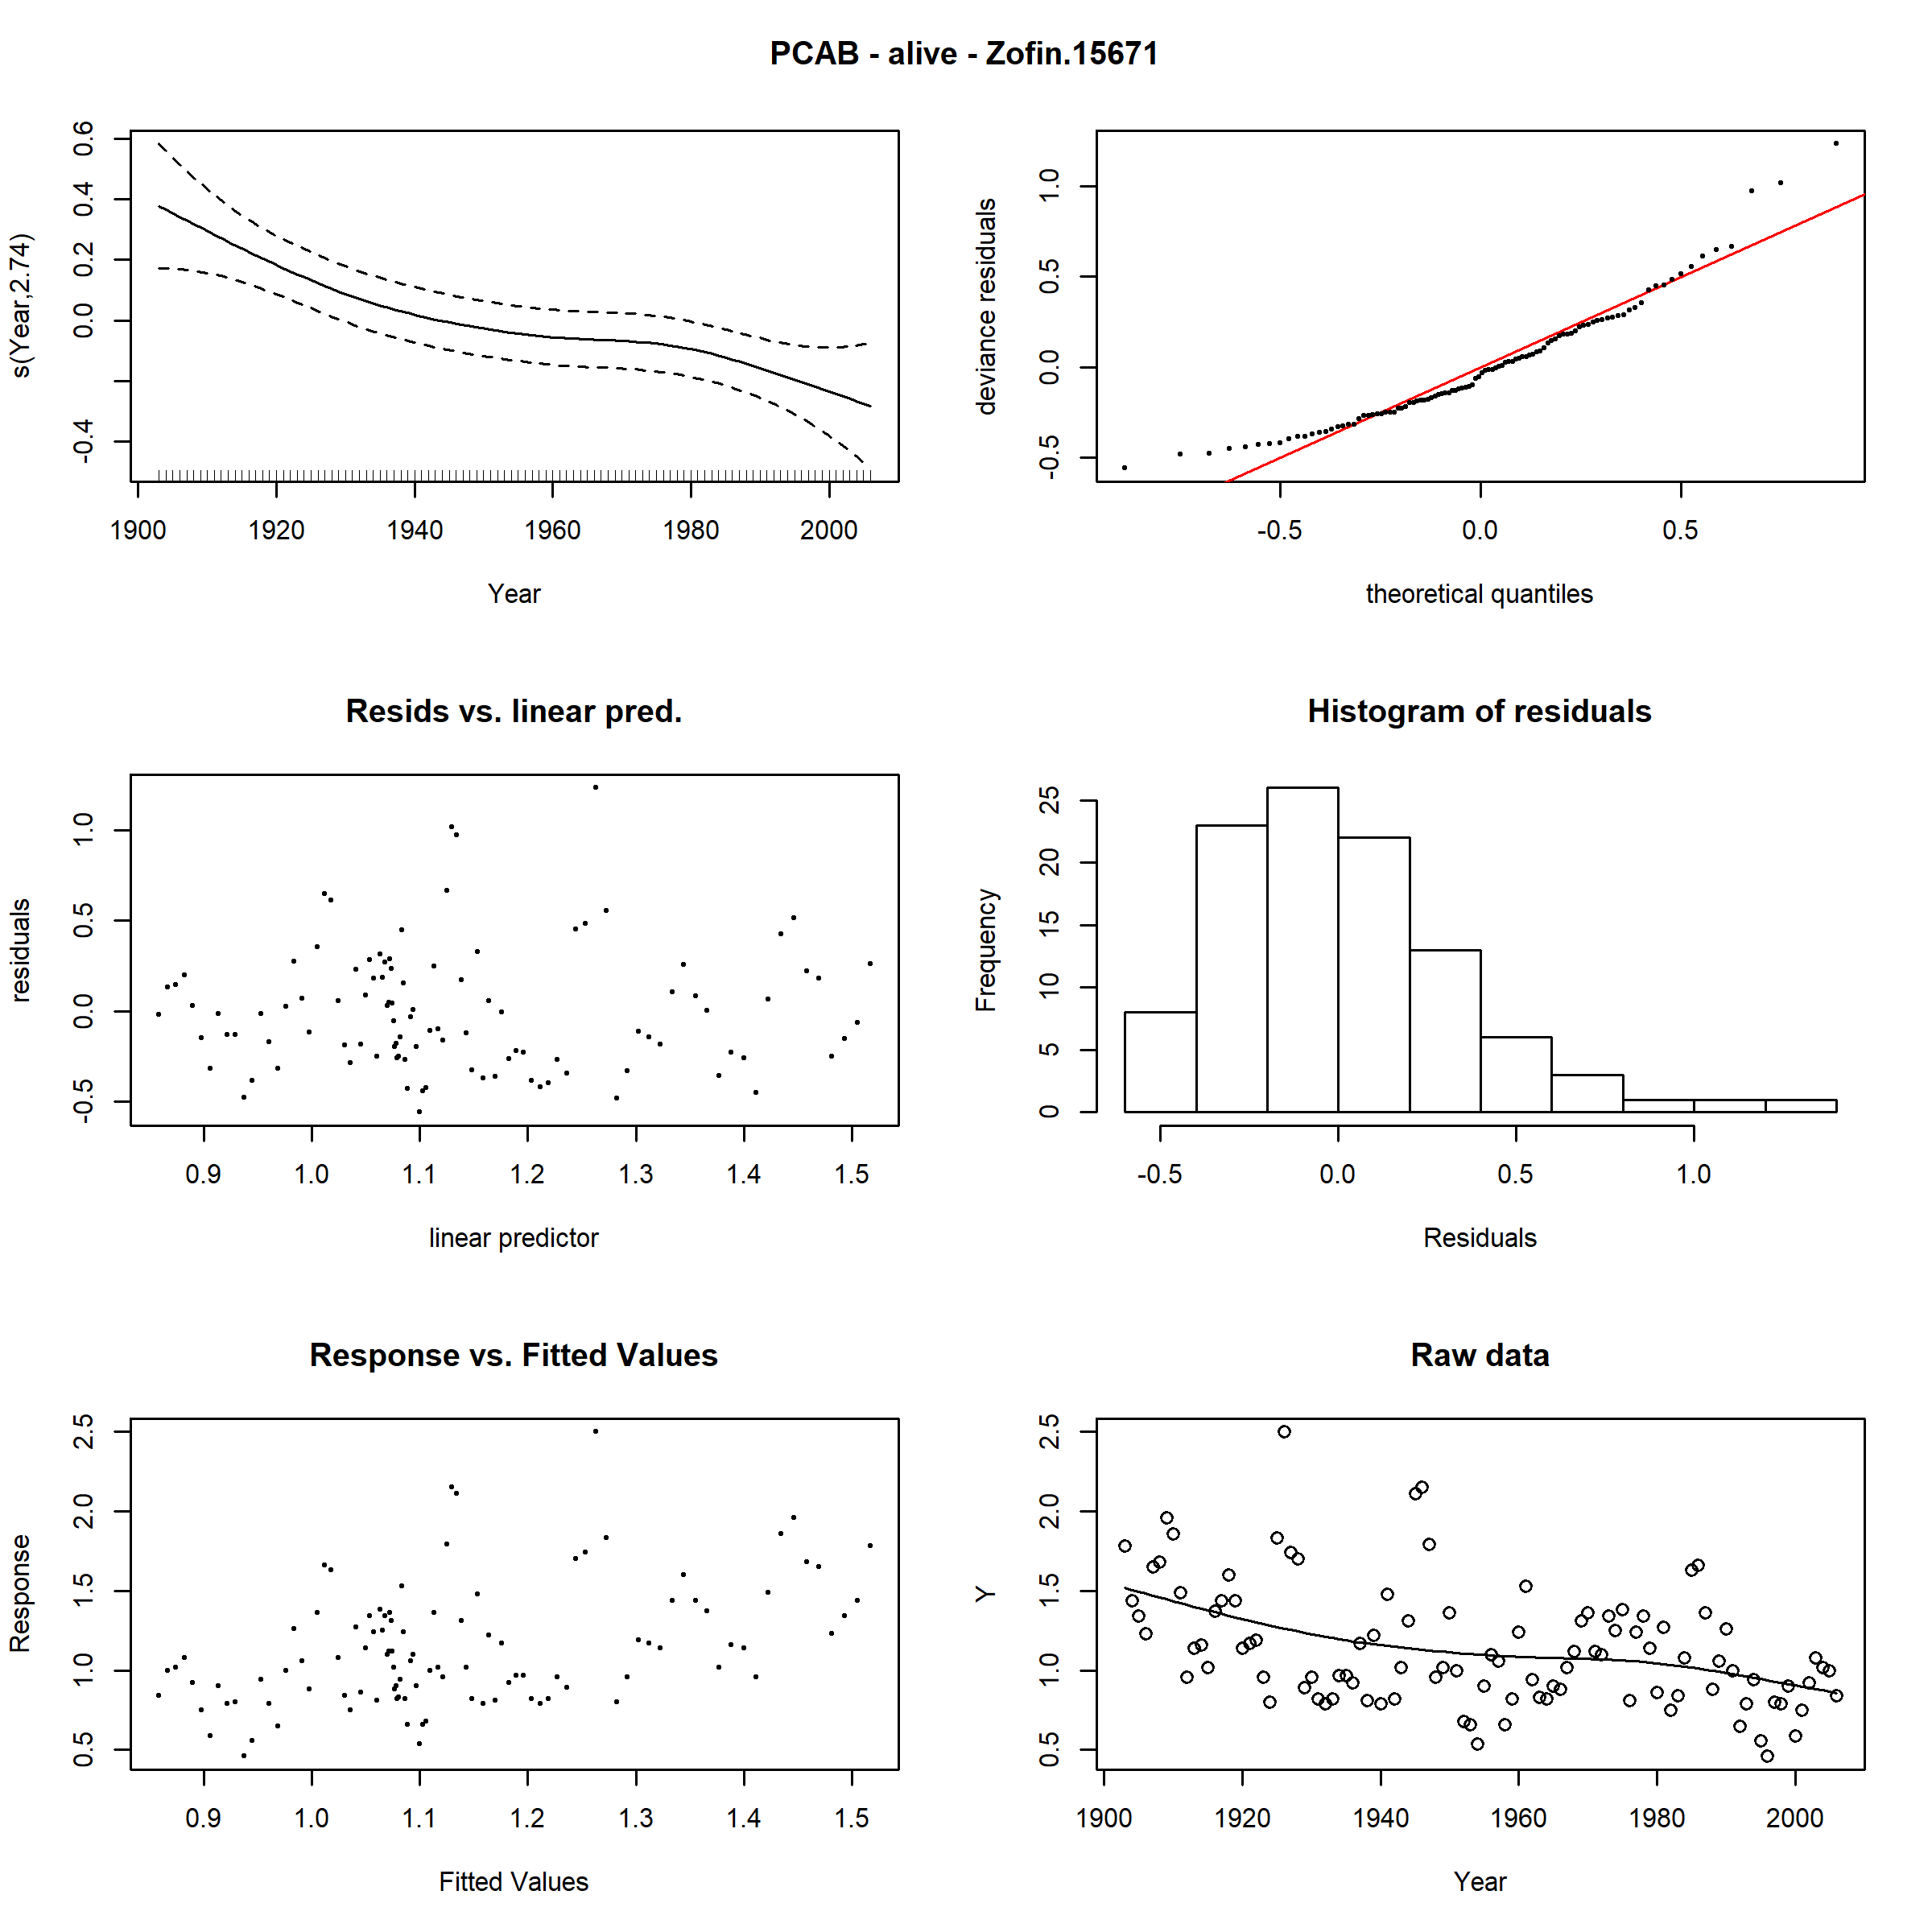 PCAB - alive - Zofin.15671
s(Year,2.74)
0.6
0.4
0.2
0.0
-0.4
1900 1920 1940 1960 1980 2000
Year
deviance residuals
1.0
0.5
0.0
-0.5
-0.5 0.0 0.5
theoretical quantiles
Resids vs. linear pred.
residuals
1.0
0.5
0.0
-0.5
0.9 1.0 1.1 1.2 1.3 1.4 1.5
linear predictor
Histogram of residuals
Frequency
25
20
15
10
5
0
-0.5 0.0 0.5 1.0
Residuals
Response vs. Fitted Values
Response
2.5
2.0
1.5
1.0
0.5
0.9 1.0 1.1 1.2 1.3 1.4 1.5
Fitted Values
Raw data
Y
2.5
2.0
1.5
1.0
0.5
1900 1920 1940 1960 1980 2000
Year